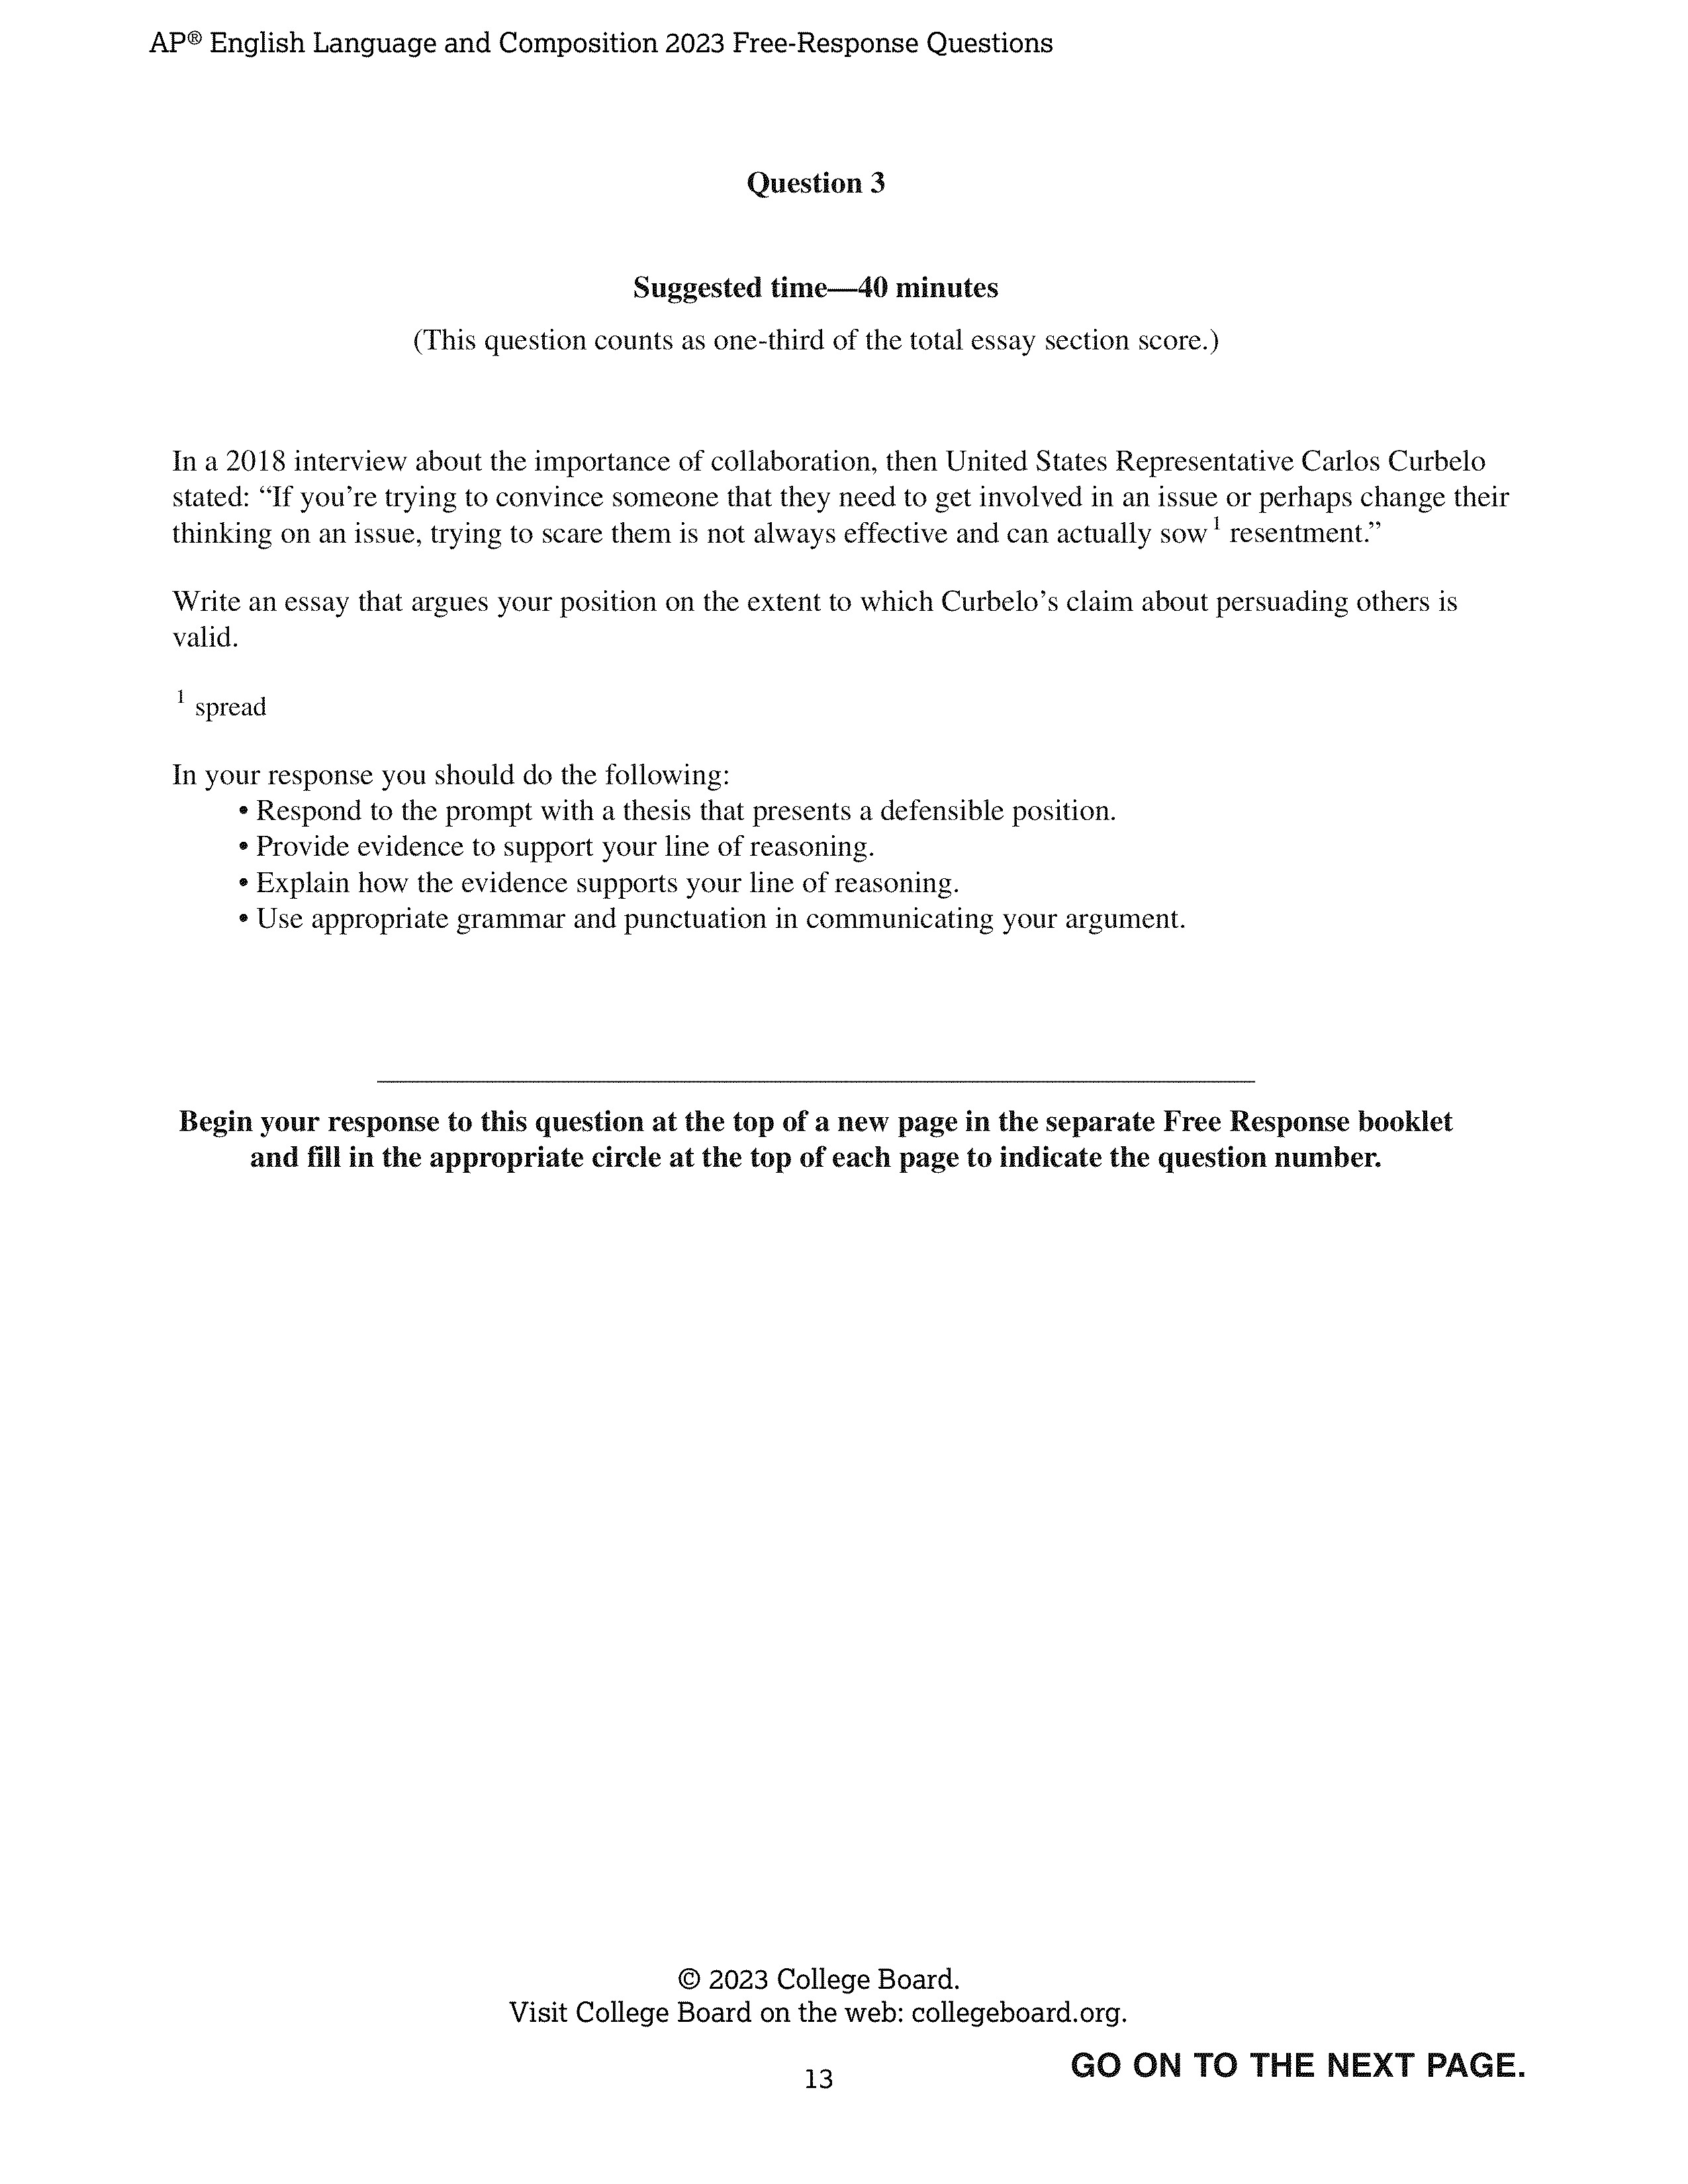 AP® English Language and Composition 2023 Free-Response Questions
Question 3
Suggested time—40 minutes
(This question counts as one-third of the total essay section score.)
In a 2018 interview about the importance of collaboration, then United States Representative Carlos Curbelo
stated: “If you’re trying to convince someone that they need to get involved in an issue or perhaps change their
thinking on an issue, trying to scare them is not always effective and can actually sow¹ resentment.”
Write an essay that argues your position on the extent to which Curbelo’s claim about persuading others is
valid.
¹ spread
In your response you should do the following:
• Respond to the prompt with a thesis that presents a defensible position.
• Provide evidence to support your line of reasoning.
• Explain how the evidence supports your line of reasoning.
• Use appropriate grammar and punctuation in communicating your argument.
Begin your response to this question at the top of a new page in the separate Free Response booklet
and fill in the appropriate circle at the top of each page to indicate the question number.
© 2023 College Board.
Visit College Board on the web: collegeboard.org.
GO ON TO THE NEXT PAGE.
13